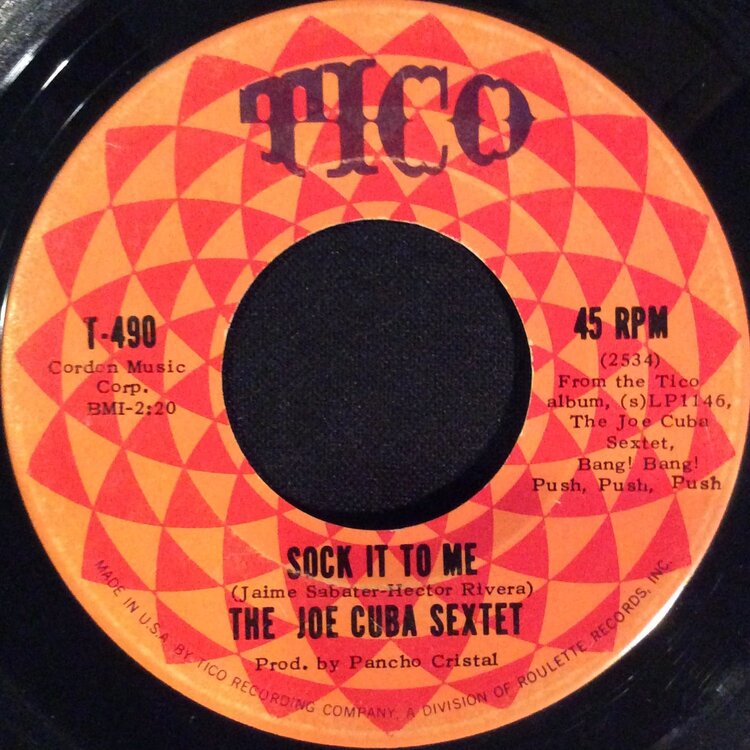 TICO
T-490
Cordon Music
Corp.
BMI-2:20
45 RPM
(2534)
From the Tico
album, (s)LP1146,
The Joe Cuba
Sextet,
Bang! Bang!
Push, Push, Push
SOCK IT TO ME
(Jaime Sabater-Hector Rivera)
THE JOE CUBA SEXTET
Prod. by Pancho Cristal
MADE IN U.S.A. BY TICO RECORDING COMPANY, A DIVISION OF ROULETTE RECORDS, INC.